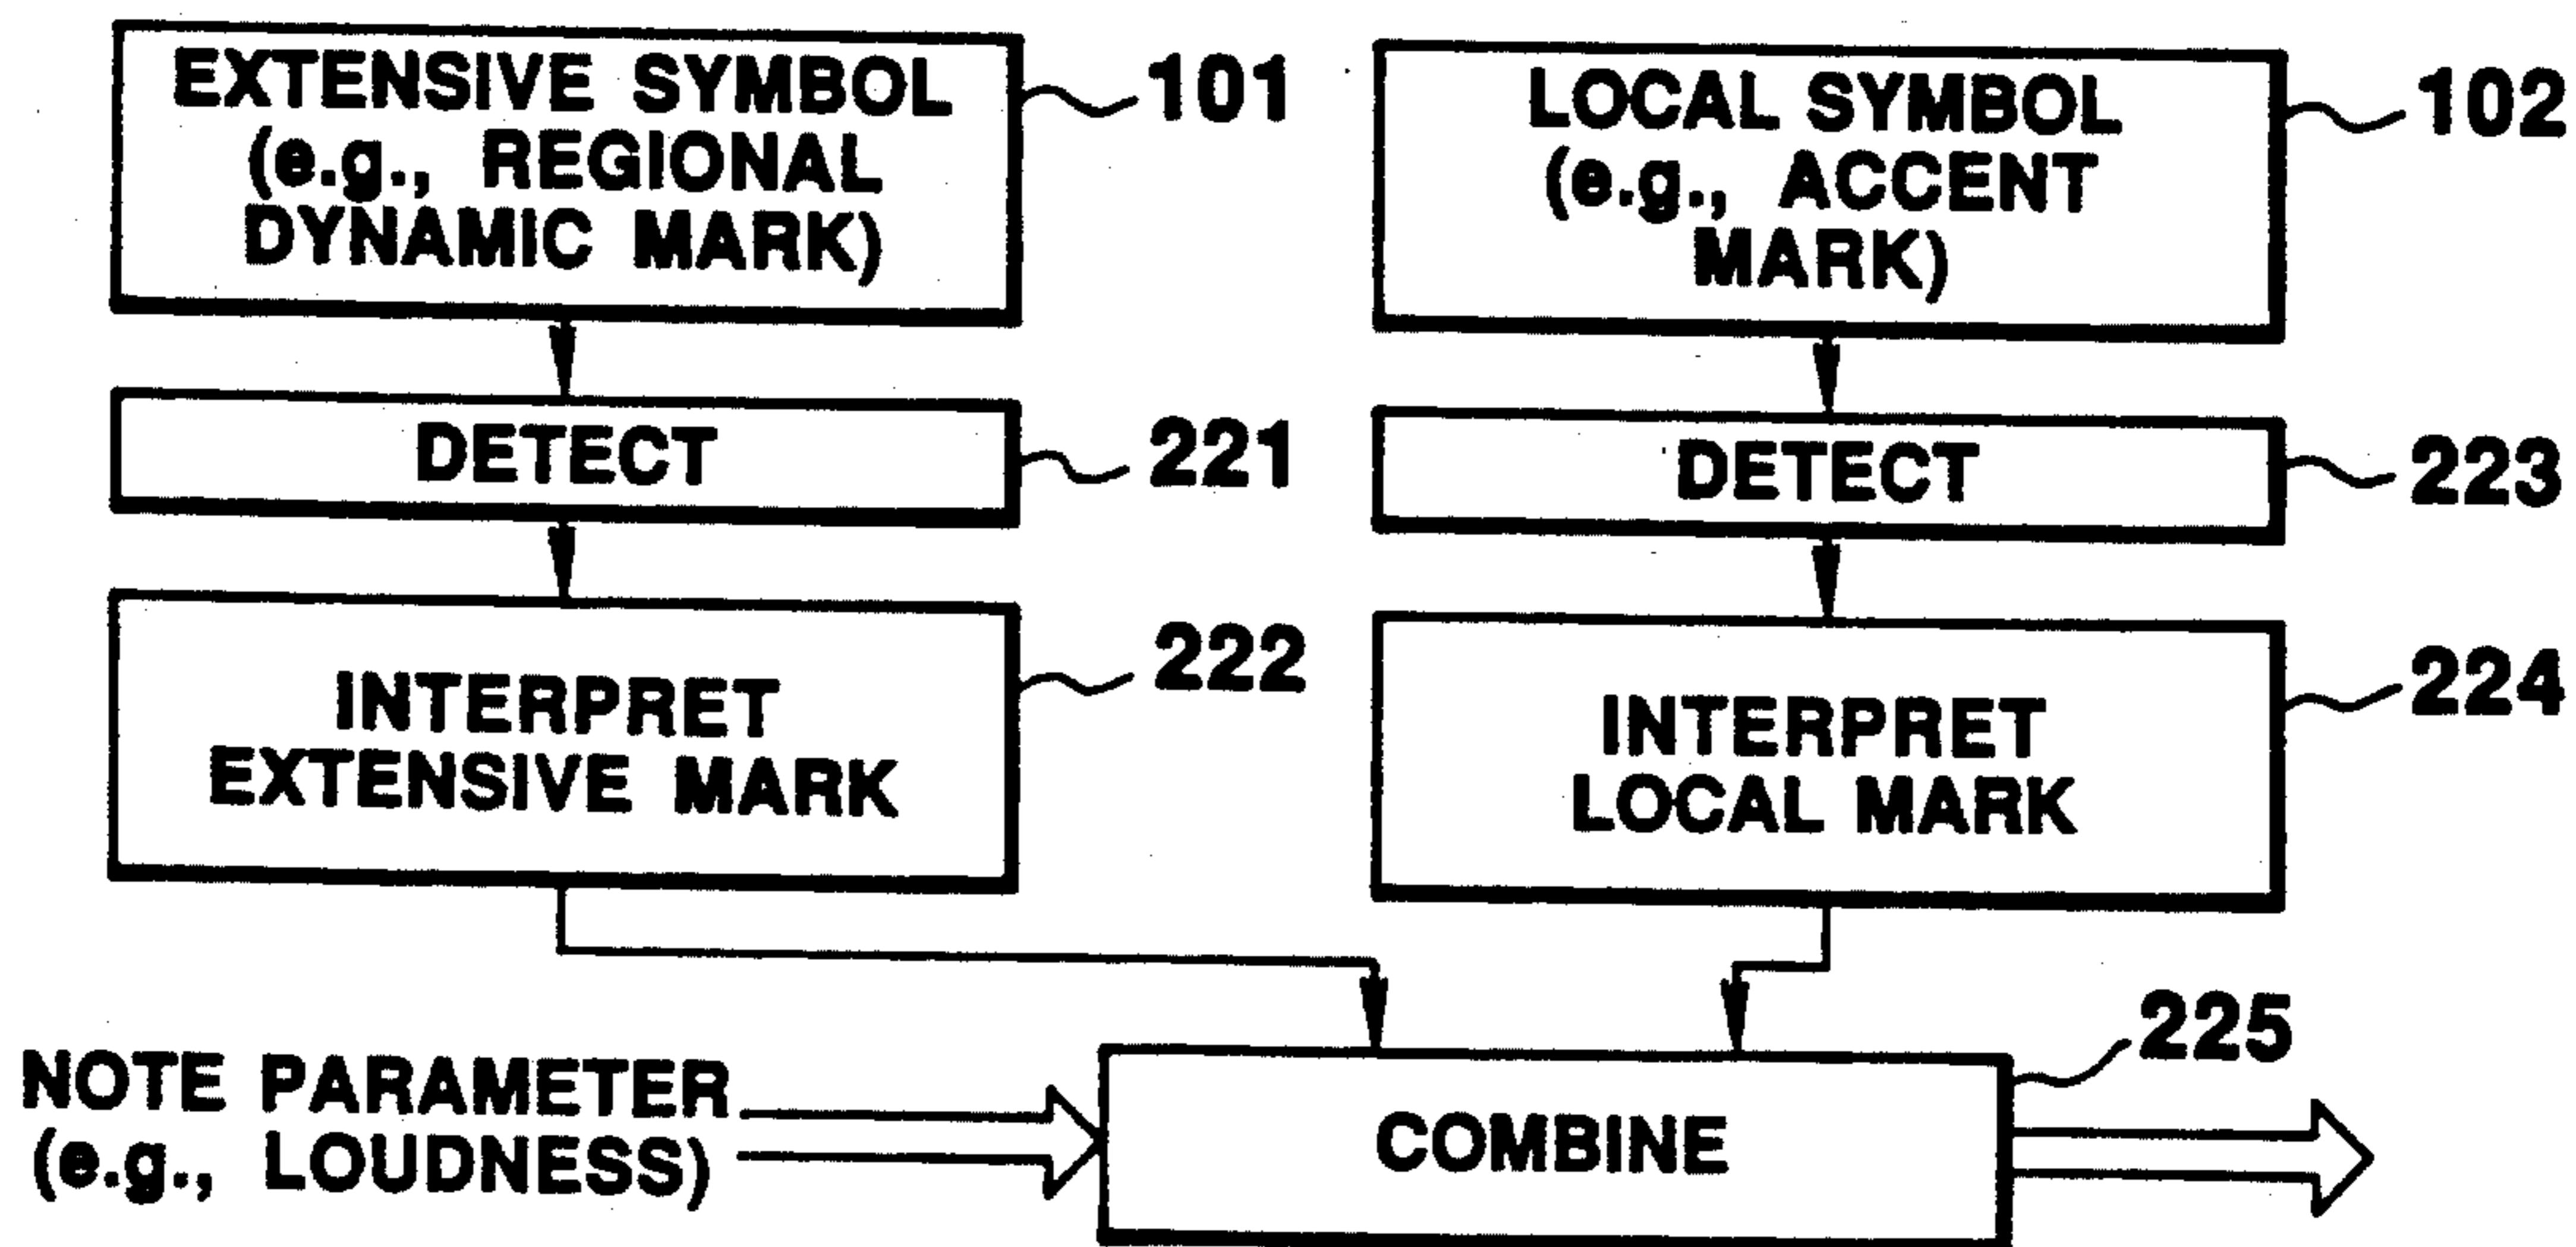 EXTENSIVE SYMBOL
(e.g., REGIONAL
DYNAMIC MARK)
101
LOCAL SYMBOL
(e.g., ACCENT
MARK)
102
DETECT
221
DETECT
223
INTERPRET
EXTENSIVE MARK
222
INTERPRET
LOCAL MARK
224
NOTE PARAMETER
(e.g., LOUDNESS)
COMBINE
225